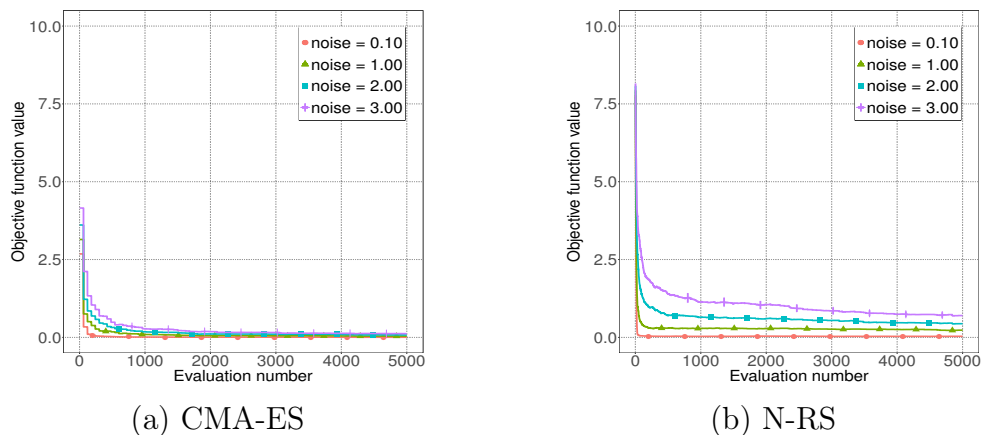 10.0
7.5
5.0
2.5
0.0
Objective function value
0 1000 2000 3000 4000 5000
Evaluation number
noise = 0.10
noise = 1.00
noise = 2.00
noise = 3.00
(a) CMA-ES
10.0
7.5
5.0
2.5
0.0
Objective function value
0 1000 2000 3000 4000 5000
Evaluation number
noise = 0.10
noise = 1.00
noise = 2.00
noise = 3.00
(b) N-RS